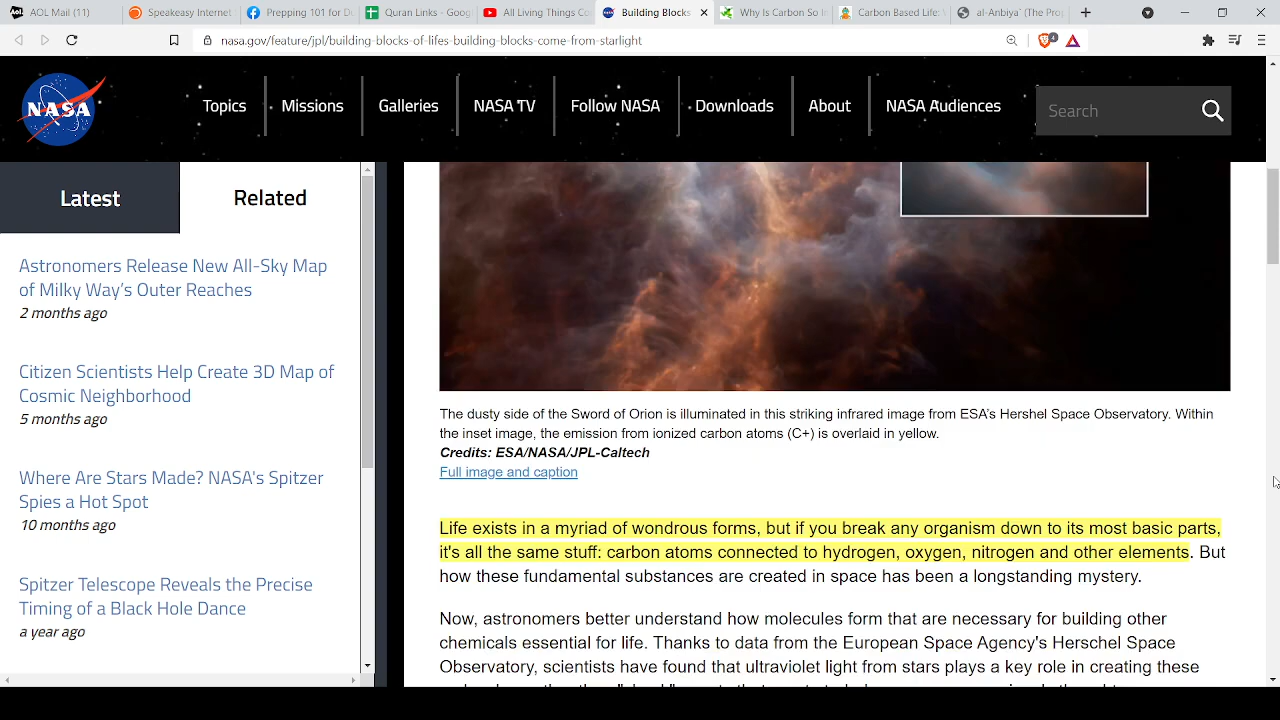 AOL Mail (11)
Speakeasy Internet
Prepping 101 for Du
Quran Links - Goog
All Living Things Co
Building Blocks
Why Is Carbon So In
Carbon Based Life:
al-Anbiya` (The Prop
nasa.gov/feature/jpl/building-blocks-of-lifes-building-blocks-come-from-starlight
4
NASA
Topics
Missions
Galleries
NASA TV
Follow NASA
Downloads
About
NASA Audiences
Search
Latest
Related
Astronomers Release New All-Sky Map
of Milky Way's Outer Reaches
2 months ago
Citizen Scientists Help Create 3D Map of
Cosmic Neighborhood
5 months ago
Where Are Stars Made? NASA's Spitzer
Spies a Hot Spot
10 months ago
Spitzer Telescope Reveals the Precise
Timing of a Black Hole Dance
a year ago
The dusty side of the Sword of Orion is illuminated in this striking infrared image from ESA's Hershel Space Observatory. Within
the inset image, the emission from ionized carbon atoms (C+) is overlaid in yellow.
Credits: ESA/NASA/JPL-Caltech
Full image and caption
Life exists in a myriad of wondrous forms, but if you break any organism down to its most basic parts,
it's all the same stuff: carbon atoms connected to hydrogen, oxygen, nitrogen and other elements. But
how these fundamental substances are created in space has been a longstanding mystery.
Now, astronomers better understand how molecules form that are necessary for building other
chemicals essential for life. Thanks to data from the European Space Agency's Herschel Space
Observatory, scientists have found that ultraviolet light from stars plays a key role in creating these